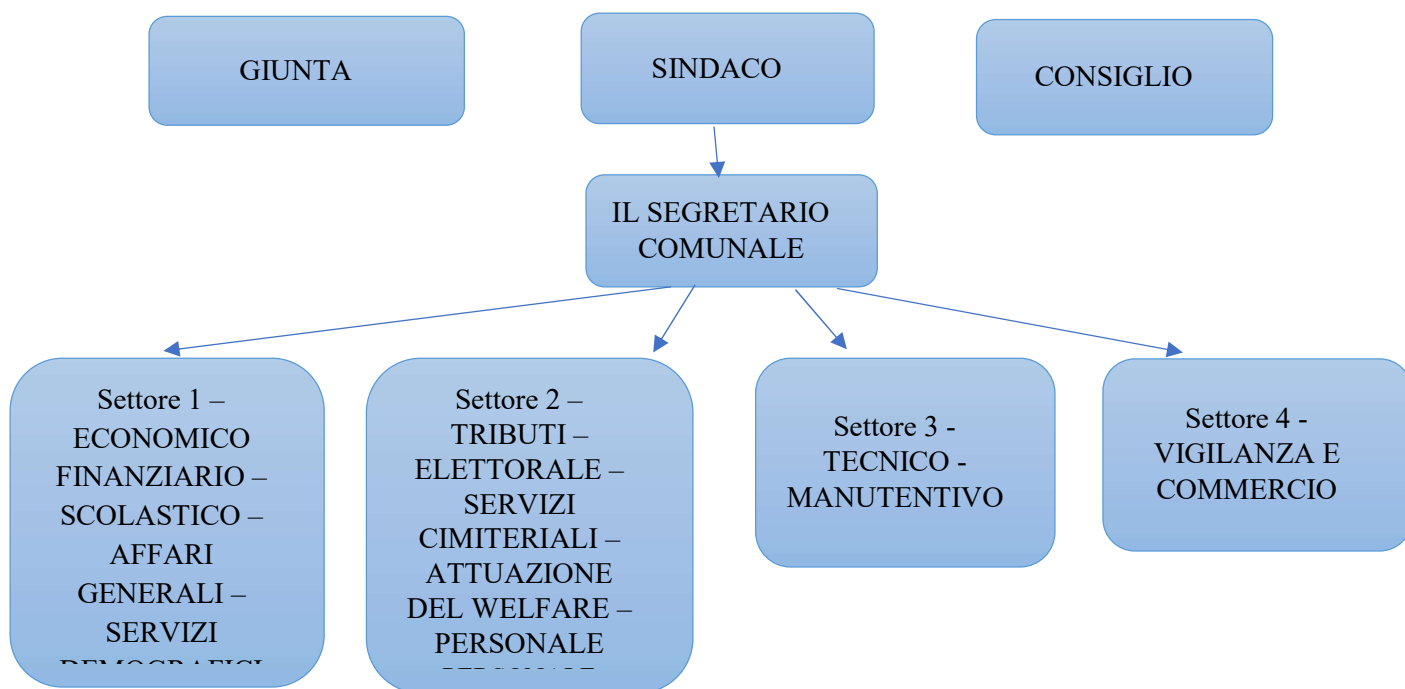 GIUNTA
SINDACO
CONSIGLIO
IL SEGRETARIO
COMUNALE
Settore 1 –
ECONOMICO
FINANZIARIO –
SCOLASTICO –
AFFARI
GENERALI –
SERVIZI
DEMOGRAFICI
Settore 2 –
TRIBUTI –
ELETTORALE –
SERVIZI
CIMITERIALI –
ATTUAZIONE
DEL WELFARE –
PERSONALE
Settore 3 -
TECNICO -
MANUTENTIVO
Settore 4 -
VIGILANZA E
COMMERCIO